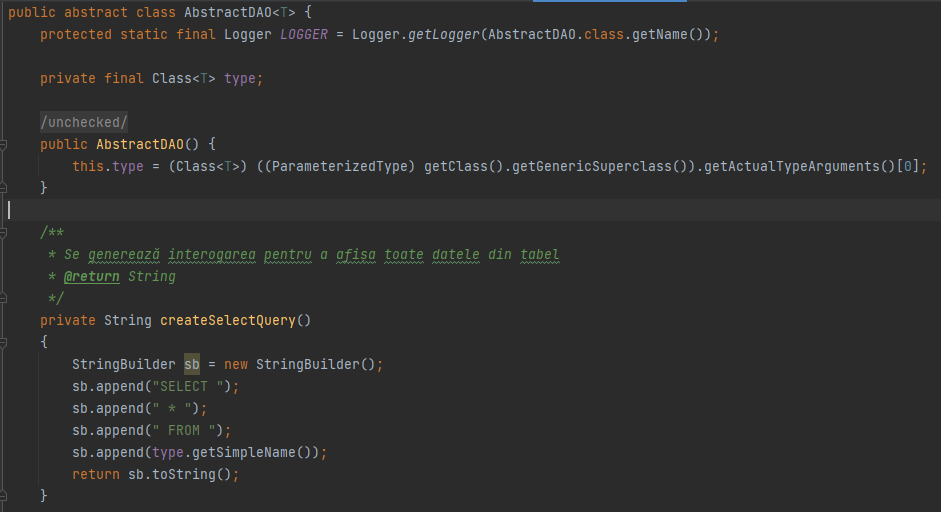 public abstract class AbstractDAO<T> {
protected static final Logger LOGGER = Logger.getLogger(AbstractDAO.class.getName());
private final Class<T> type;
/unchecked/
public AbstractDAO() {
this.type = (Class<T>) ((ParameterizedType) getClass().getGenericSuperclass()).getActualTypeArguments()[0];
}
/**
* Se generează interogarea pentru a afișa toate datele din tabel
* @return String
*/
private String createSelectQuery()
{
StringBuilder sb = new StringBuilder();
sb.append("SELECT ");
sb.append(" * ");
sb.append(" FROM ");
sb.append(type.getSimpleName());
return sb.toString();
}